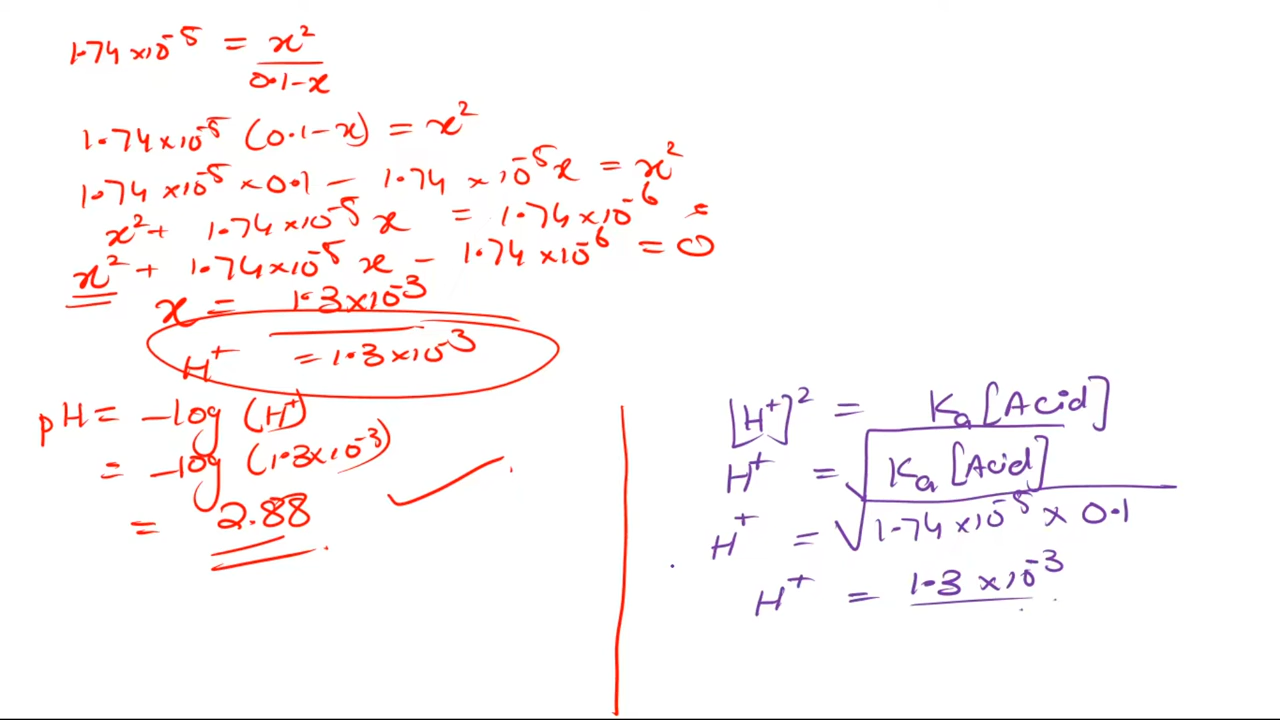 1.74×10⁻⁵ = x²/(0.1-x)
1.74×10⁻⁵ (0.1-x) = x²
1.74×10⁻⁵×0.1 - 1.74×10⁻⁵x = x²
x²+ 1.74×10⁻⁵ x = 1.74×10⁻⁶
x² + 1.74×10⁻⁵ x - 1.74×10⁻⁶ = 0
x = 1.3×10⁻³
H⁺ = 1.3×10⁻³
pH = -log (H⁺)
= -log (1.3×10⁻³)
= 2.88
[H⁺]² = Ka[Acid]
H⁺ = √Ka[Acid]
H⁺ = √1.74×10⁻⁵ × 0.1
H⁺ = 1.3×10⁻³